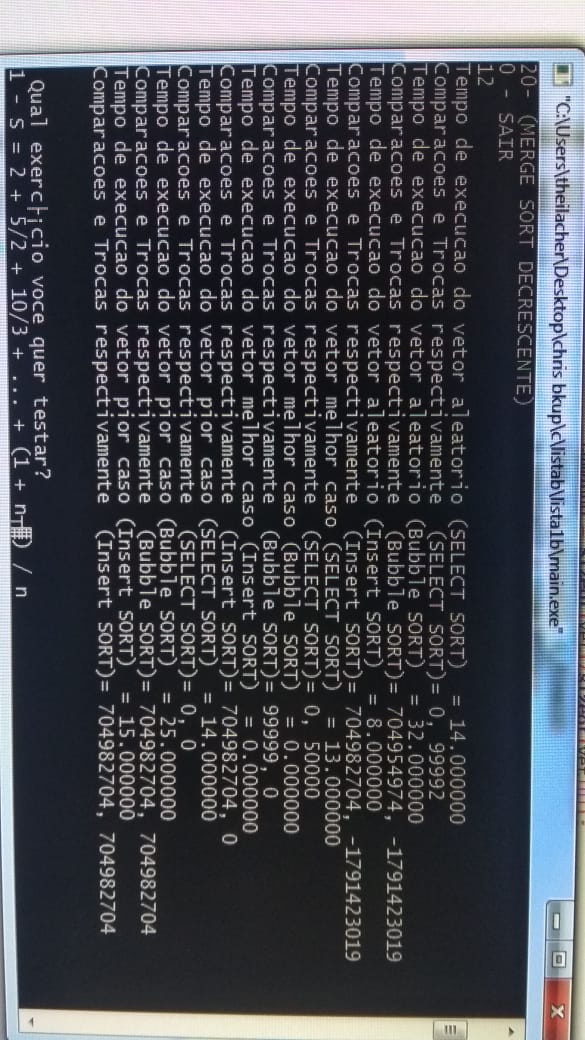 "C:\Users\theilacher\Desktop\chris bkup\c\listab\lista1b\main.exe"
20- (MERGE SORT DECRESCENTE)
0 - SAIR
12
Tempo de execucao do vetor aleatorio (SELECT SORT)  = 14.000000
Comparacoes e Trocas respectivamente  (SELECT SORT)= 0, 99992
Tempo de execucao do vetor aleatorio (Bubble SORT)  = 32.000000
Comparacoes e Trocas respectivamente  (Bubble SORT)= 704954974, -1791423019
Tempo de execucao do vetor aleatorio (Insert SORT)  = 8.000000
Comparacoes e Trocas respectivamente  (Insert SORT)= 704982704, -1791423019
Tempo de execucao do vetor melhor caso (SELECT SORT)  = 13.000000
Comparacoes e Trocas respectivamente  (SELECT SORT)= 0, 50000
Tempo de execucao do vetor melhor caso (Bubble SORT)  = 0.000000
Comparacoes e Trocas respectivamente  (Bubble SORT)= 99999, 0
Tempo de execucao do vetor melhor caso (Insert SORT)  = 0.000000
Comparacoes e Trocas respectivamente  (Insert SORT)= 704982704, 0
Tempo de execucao do vetor pior caso (SELECT SORT)  = 14.000000
Comparacoes e Trocas respectivamente  (SELECT SORT)= 0, 0
Tempo de execucao do vetor pior caso (Bubble SORT)  = 25.000000
Comparacoes e Trocas respectivamente  (Bubble SORT)= 704982704, 704982704
Tempo de execucao do vetor pior caso (Insert SORT)  = 15.000000
Comparacoes e Trocas respectivamente  (Insert SORT)= 704982704, 704982704
Qual exerc├¡cio voce quer testar?
1 - S = 2 + 5/2 + 10/3 + ... + (1 + n┬▓) / n